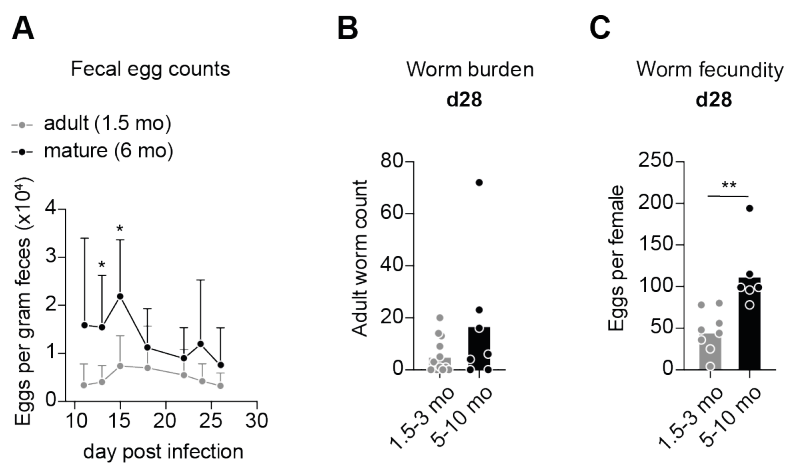 A
Fecal egg counts
adult (1.5 mo)
mature (6 mo)
Eggs per gram feces (x10⁴)
4
3
2
1
0
* *
10 15 20 25 30
day post infection
B
Worm burden
d28
Adult worm count
80
60
40
20
0
1.5-3 mo
5-10 mo
C
Worm fecundity
d28
Eggs per female
250
200
150
100
50
0
**
1.5-3 mo
5-10 mo